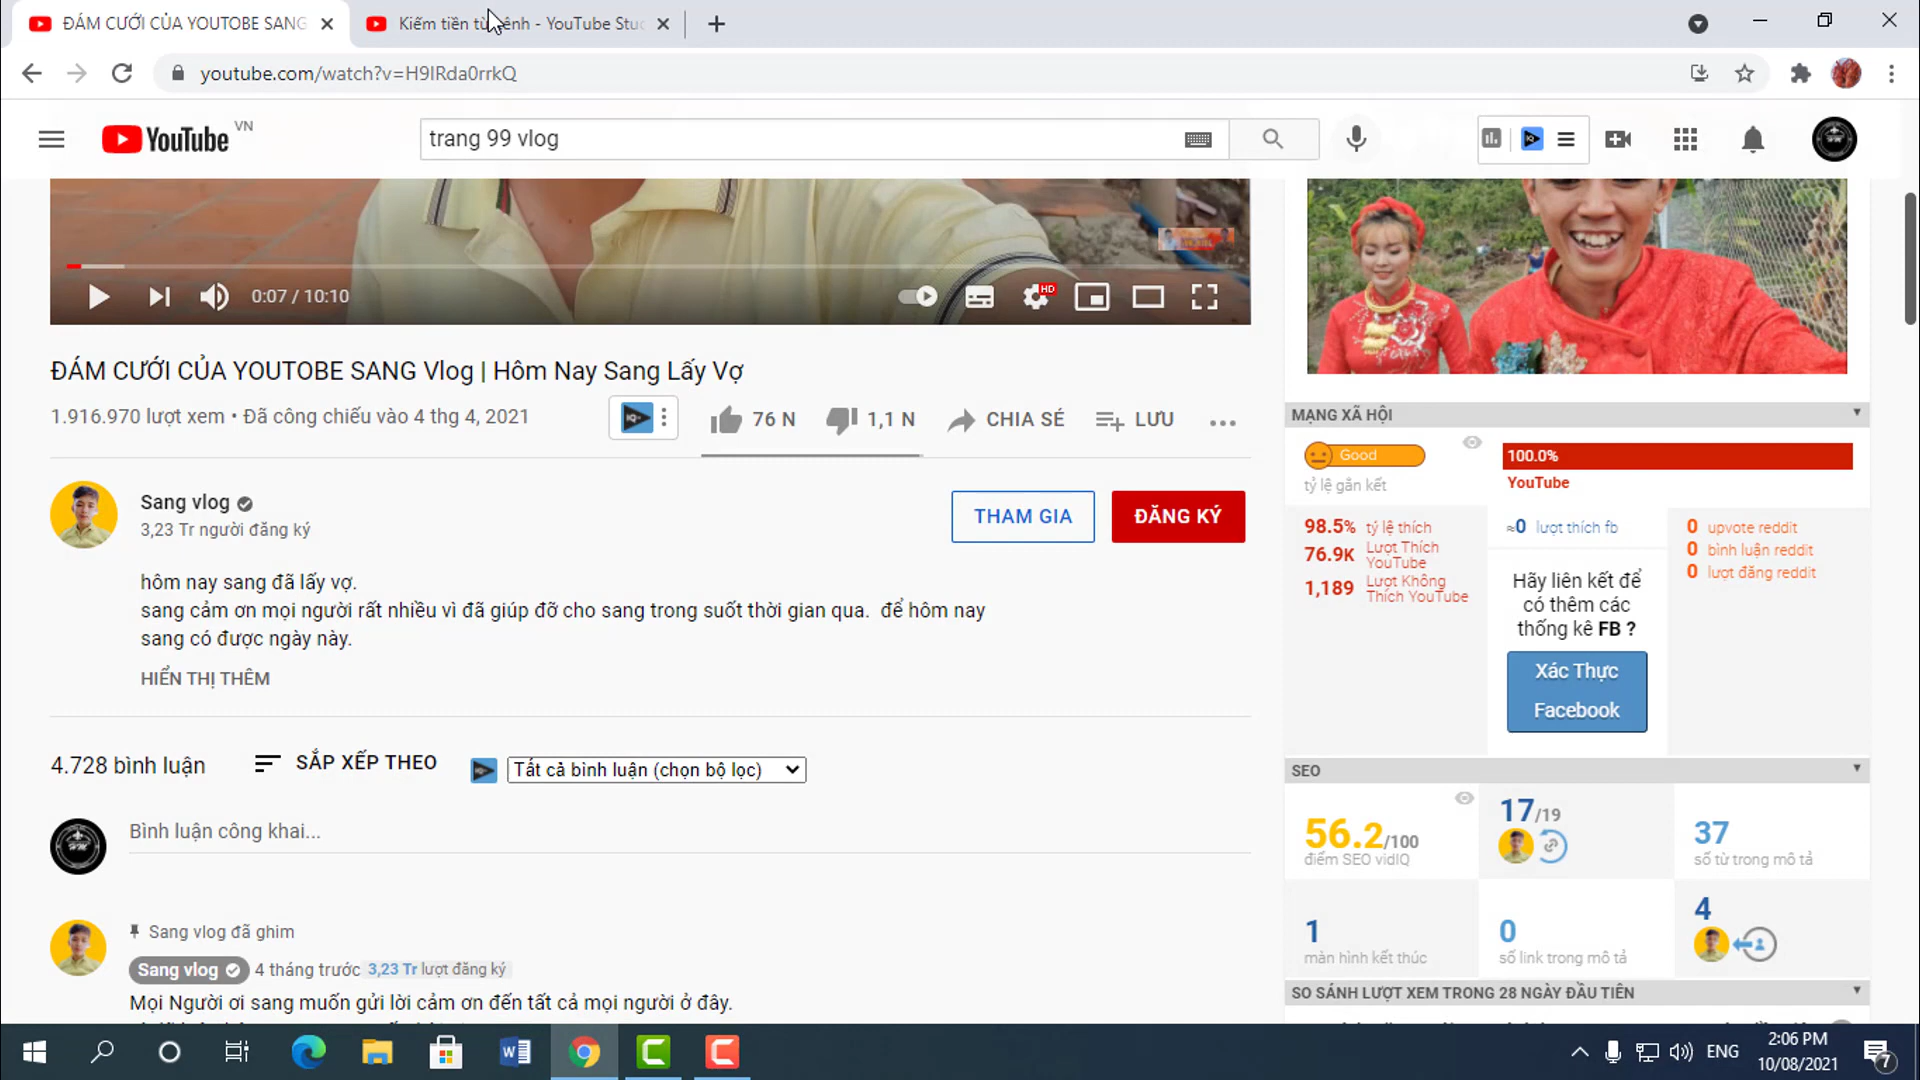 ĐÁM CƯỚI CỦA YOUTOBE SANG
Kiếm tiền từ kênh - YouTube Stu
youtube.com/watch?v=H9IRda0rrkQ
YouTube VN
trang 99 vlog
0:07 / 10:10
HD
ĐÁM CƯỚI CỦA YOUTOBE SANG Vlog | Hôm Nay Sang Lấy Vợ
1.916.970 lượt xem • Đã công chiếu vào 4 thg 4, 2021
76 N
1,1 N
CHIA SẺ
LƯU
Sang vlog
3,23 Tr người đăng ký
THAM GIA
ĐĂNG KÝ
hôm nay sang đã lấy vợ.
sang cảm ơn mọi người rất nhiều vì đã giúp đỡ cho sang trong suốt thời gian qua. để hôm nay
sang có được ngày này.
HIỂN THỊ THÊM
4.728 bình luận
SẮP XẾP THEO
Tất cả bình luận (chọn bộ lọc)
Bình luận công khai...
Sang vlog đã ghim
Sang vlog 4 tháng trước 3,23 Tr lượt đăng ký
Mọi Người ơi sang muốn gửi lời cảm ơn đến tất cả mọi người ở đây.
MẠNG XÃ HỘI
Good
tỷ lệ gắn kết
100.0%
YouTube
98.5% tỷ lệ thích
76.9K Lượt Thích
YouTube
1,189 Lượt Không
Thích YouTube
≈0 lượt thích fb
Hãy liên kết để
có thêm các
thống kê FB ?
Xác Thực
Facebook
0 upvote reddit
0 bình luận reddit
0 lượt đăng reddit
SEO
56.2/100
điểm SEO vidIQ
17/19
37
số từ trong mô tả
1
màn hình kết thúc
0
số link trong mô tả
4
SO SÁNH LƯỢT XEM TRONG 28 NGÀY ĐẦU TIÊN
ENG
2:06 PM
10/08/2021
7